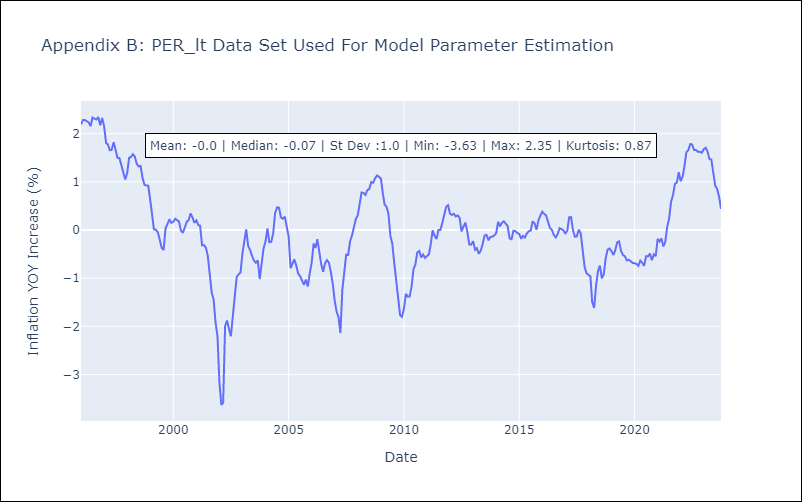 Appendix B: PER_lt Data Set Used For Model Parameter Estimation
Mean: -0.0 | Median: -0.07 | St Dev :1.0 | Min: -3.63 | Max: 2.35 | Kurtosis: 0.87
Inflation YOY Increase (%)
2
1
0
−1
−2
−3
2000 2005 2010 2015 2020
Date